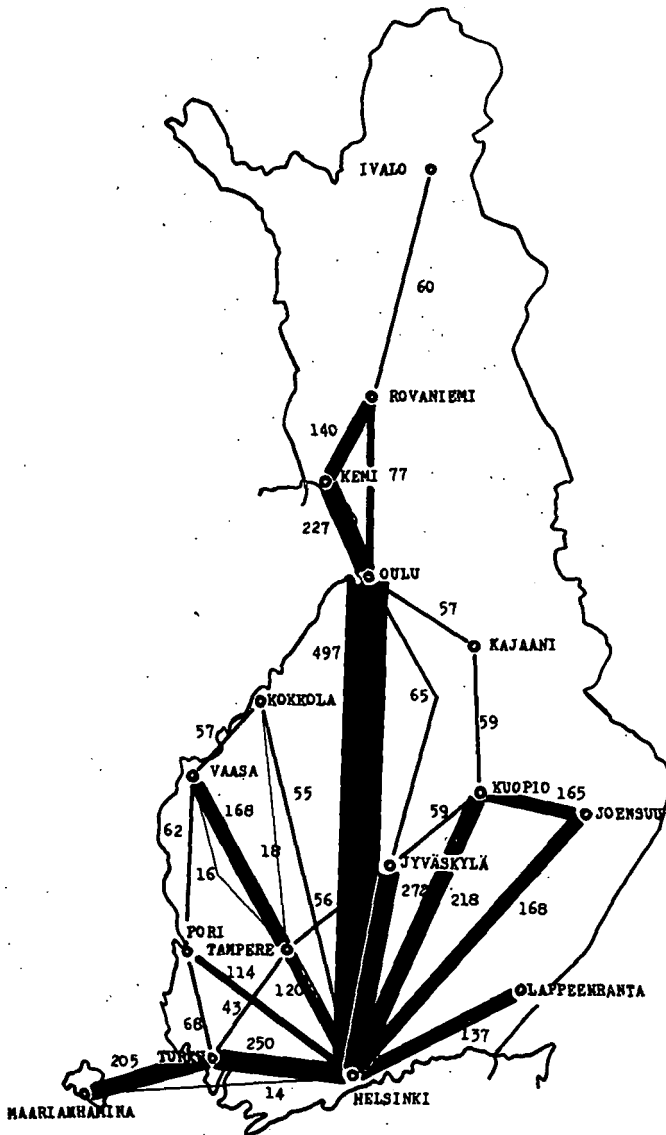 IVALO
60
ROVANIEMI
140
KEMI
77
227
OULU
57
497
KAJAANI
65
KOKKOLA
59
57
VAASA
55
KUOPIO
165
168
59
JOENSUU
62
18
JYVÄSKYLÄ
16
272
218
56
168
PORI
TAMPERE
114
120
LAPPEENRANTA
43
68
137
TURKU
250
205
14
HELSINKI
MAARIANHAMINA